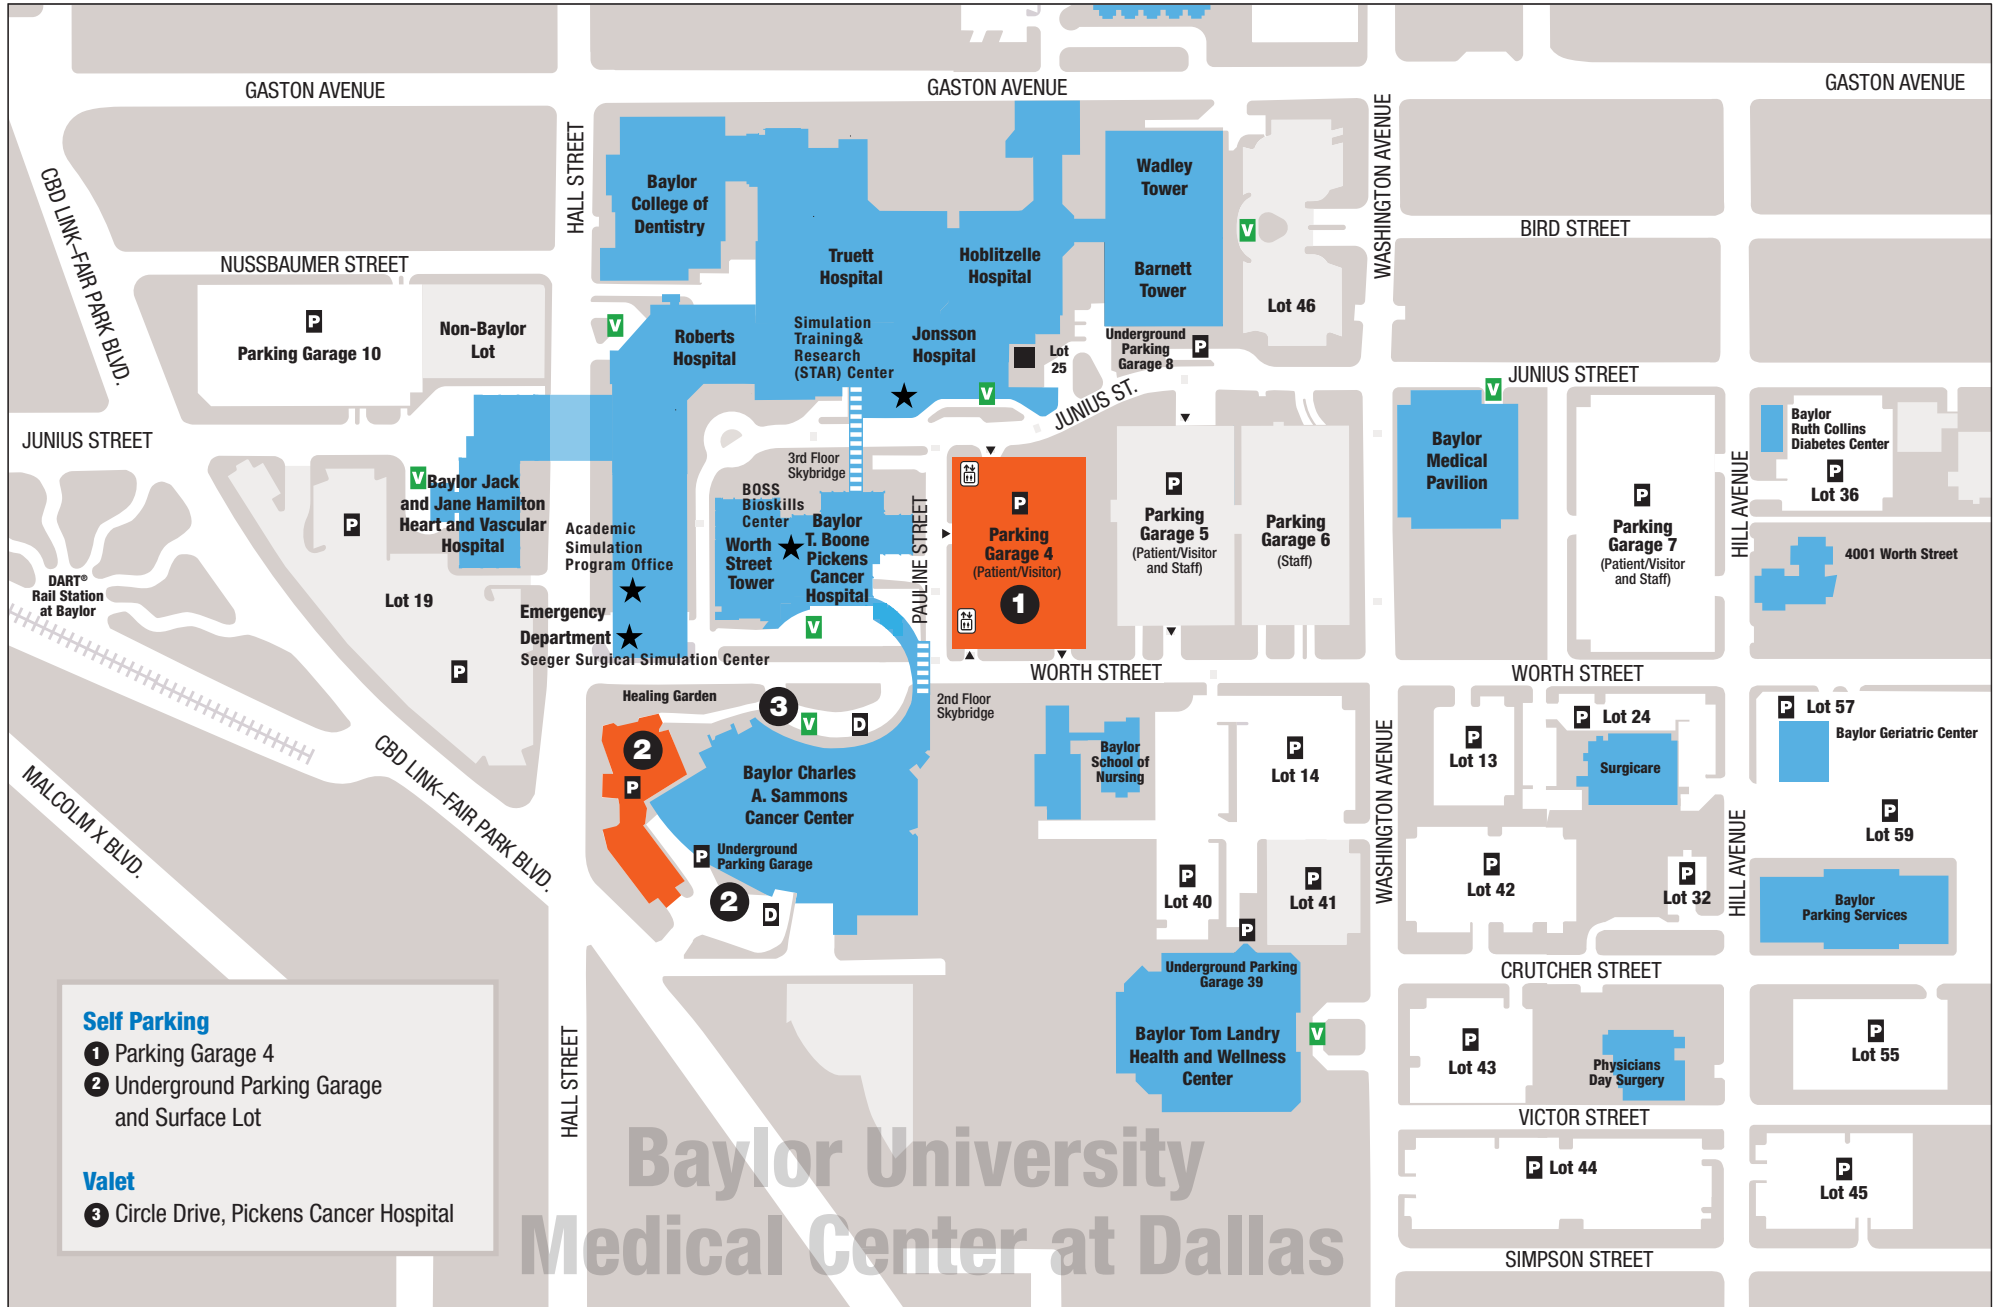 GASTON AVENUE
GASTON AVENUE
GASTON AVENUE
CBD LINK–FAIR PARK BLVD.
HALL STREET
WASHINGTON AVENUE
Baylor
College of
Dentistry
Wadley
Tower
V
BIRD STREET
NUSSBAUMER STREET
Truett
Hospital
Hoblitzelle
Hospital
Barnett
Tower
Lot 46
P
Parking Garage 10
Non-Baylor
Lot
V
Roberts
Hospital
Simulation
Training&
Research
(STAR) Center
Jonsson
Hospital
Lot
25
Underground
Parking
Garage 8
P
V
JUNIUS ST.
JUNIUS STREET
V
JUNIUS STREET
Baylor
Medical
Pavilion
Baylor
Ruth Collins
Diabetes Center
P
Lot 36
HILL AVENUE
3rd Floor
Skybridge
V
Baylor Jack
and Jane Hamilton
Heart and Vascular
Hospital
P
BOSS
Bioskills
Center
Worth
Street
Tower
Baylor
T. Boone
Pickens
Cancer
Hospital
PAULINE STREET
P
Parking
Garage 4
(Patient/Visitor)
1
P
Parking
Garage 5
(Patient/Visitor
and Staff)
Parking
Garage 6
(Staff)
P
Parking
Garage 7
(Patient/Visitor
and Staff)
4001 Worth Street
Academic
Simulation
Program Office
DART®
Rail Station
at Baylor
Lot 19
P
Emergency
Department
Seeger Surgical Simulation Center
V
WORTH STREET
WORTH STREET
Healing Garden
3
V
D
2nd Floor
Skybridge
2
P
Baylor Charles
A. Sammons
Cancer Center
P
Underground
Parking Garage
2
D
Baylor
School of
Nursing
P
Lot 14
WASHINGTON AVENUE
P
Lot 13
P
Lot 24
Surgicare
P
Lot 57
Baylor Geriatric Center
P
Lot 59
HILL AVENUE
MALCOLM X BLVD.
CBD LINK–FAIR PARK BLVD.
P
Lot 40
P
Lot 41
P
Lot 42
P
Lot 32
Baylor
Parking Services
P
Underground Parking
Garage 39
CRUTCHER STREET
Baylor Tom Landry
Health and Wellness
Center
V
P
Lot 43
Physicians
Day Surgery
P
Lot 55
HALL STREET
VICTOR STREET
P
Lot 44
P
Lot 45
SIMPSON STREET
Self Parking
1 Parking Garage 4
2 Underground Parking Garage
and Surface Lot
Valet
3 Circle Drive, Pickens Cancer Hospital
Baylor University
Medical Center at Dallas